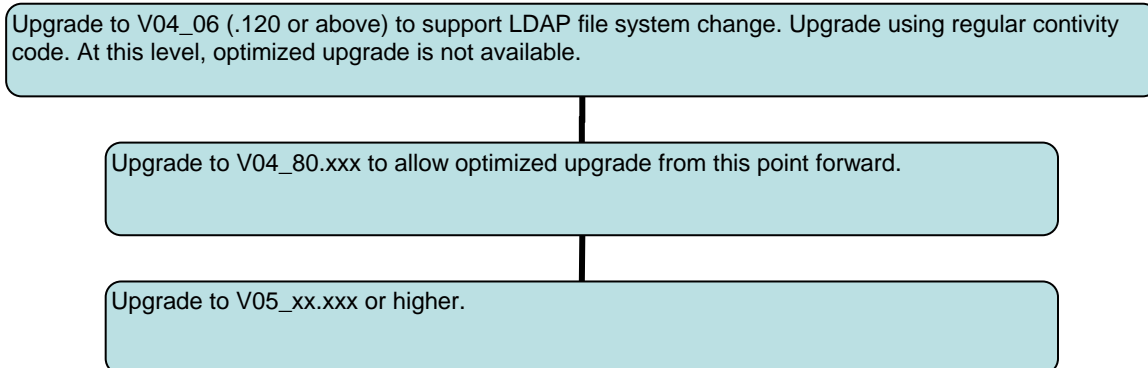 Upgrade to V04_06 (.120 or above) to support LDAP file system change. Upgrade using regular contivity
code. At this level, optimized upgrade is not available.
Upgrade to V04_80.xxx to allow optimized upgrade from this point forward.
Upgrade to V05_xx.xxx or higher.